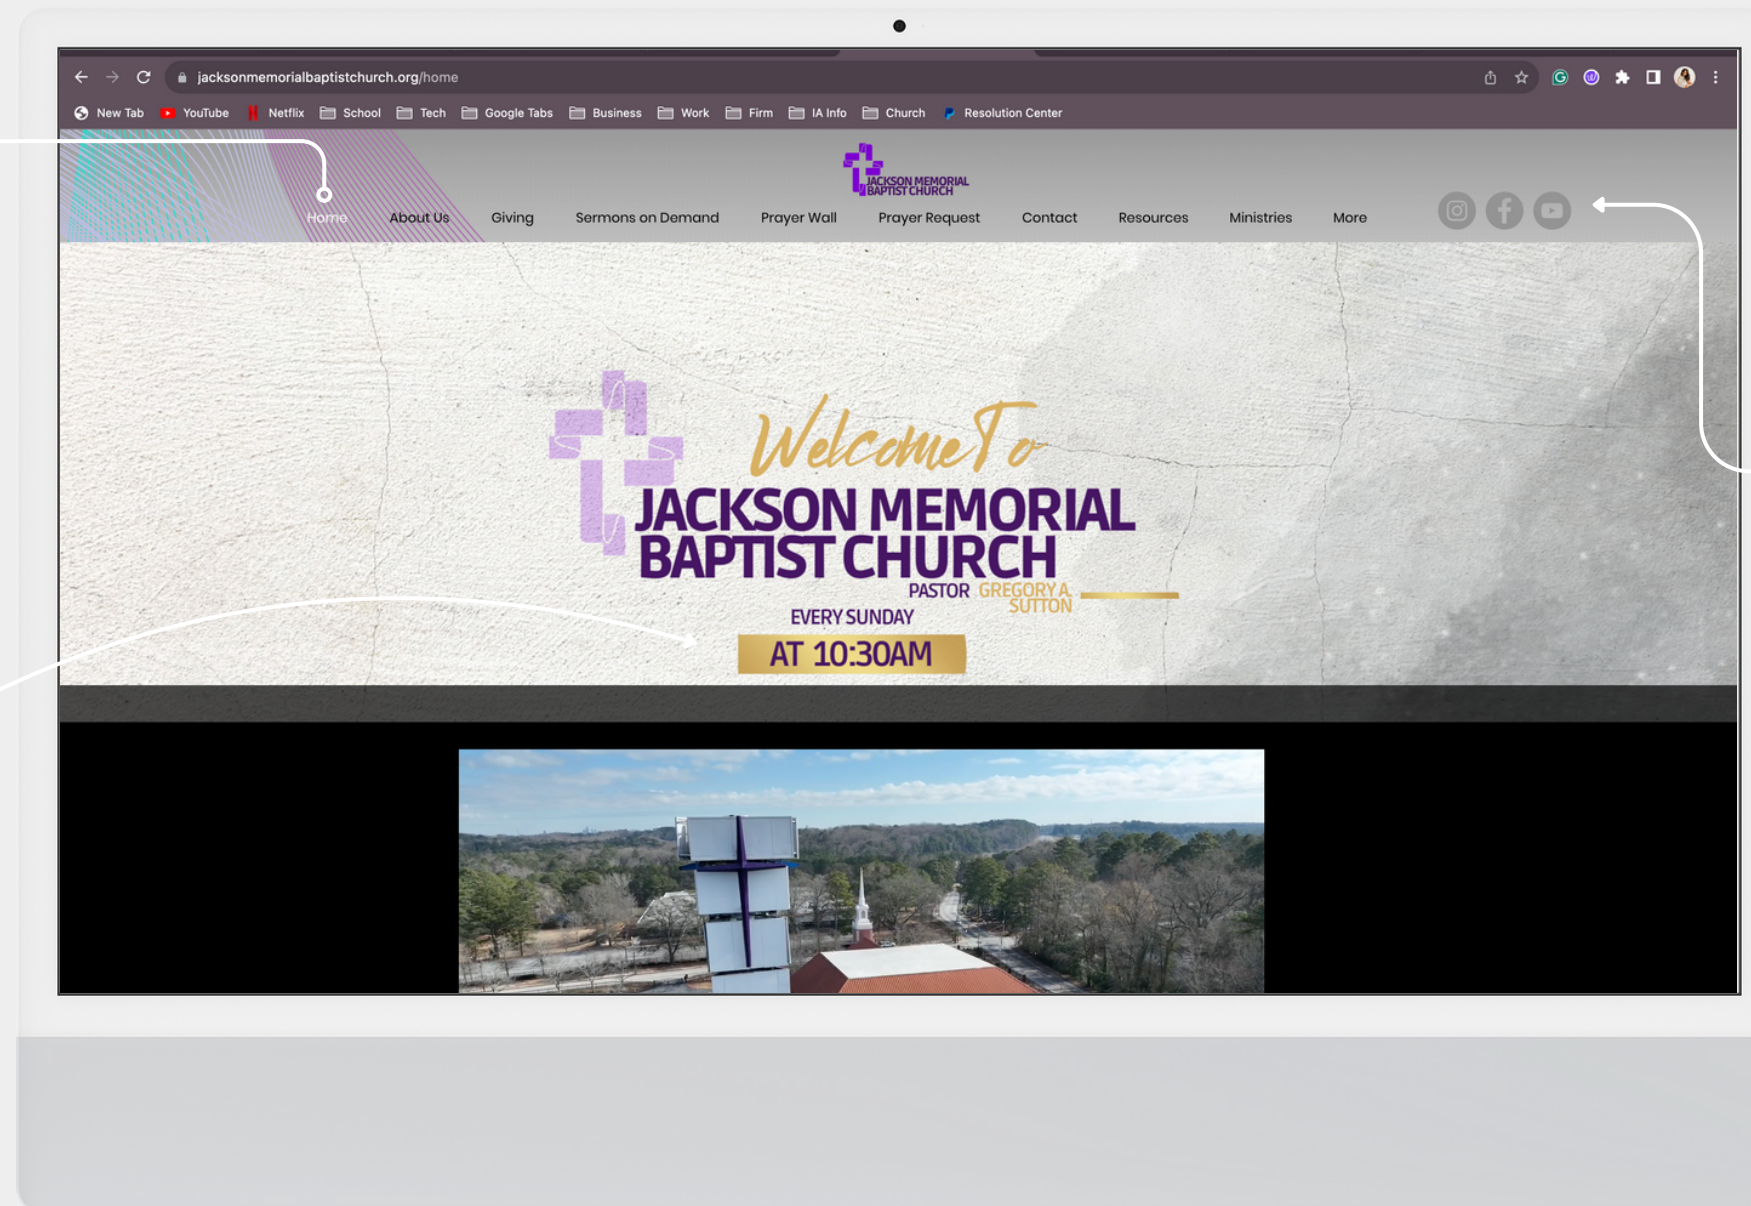 jacksonmemorialbaptistchurch.org/home
New Tab YouTube Netflix School Tech Google Tabs Business Work Firm IA Info Church Resolution Center
JACKSON MEMORIAL
BAPTIST CHURCH
Home About Us Giving Sermons on Demand Prayer Wall Prayer Request Contact Resources Ministries More
Welcome To
JACKSON MEMORIAL
BAPTIST CHURCH
PASTOR GREGORY A.
SUTTON
EVERY SUNDAY
AT 10:30AM